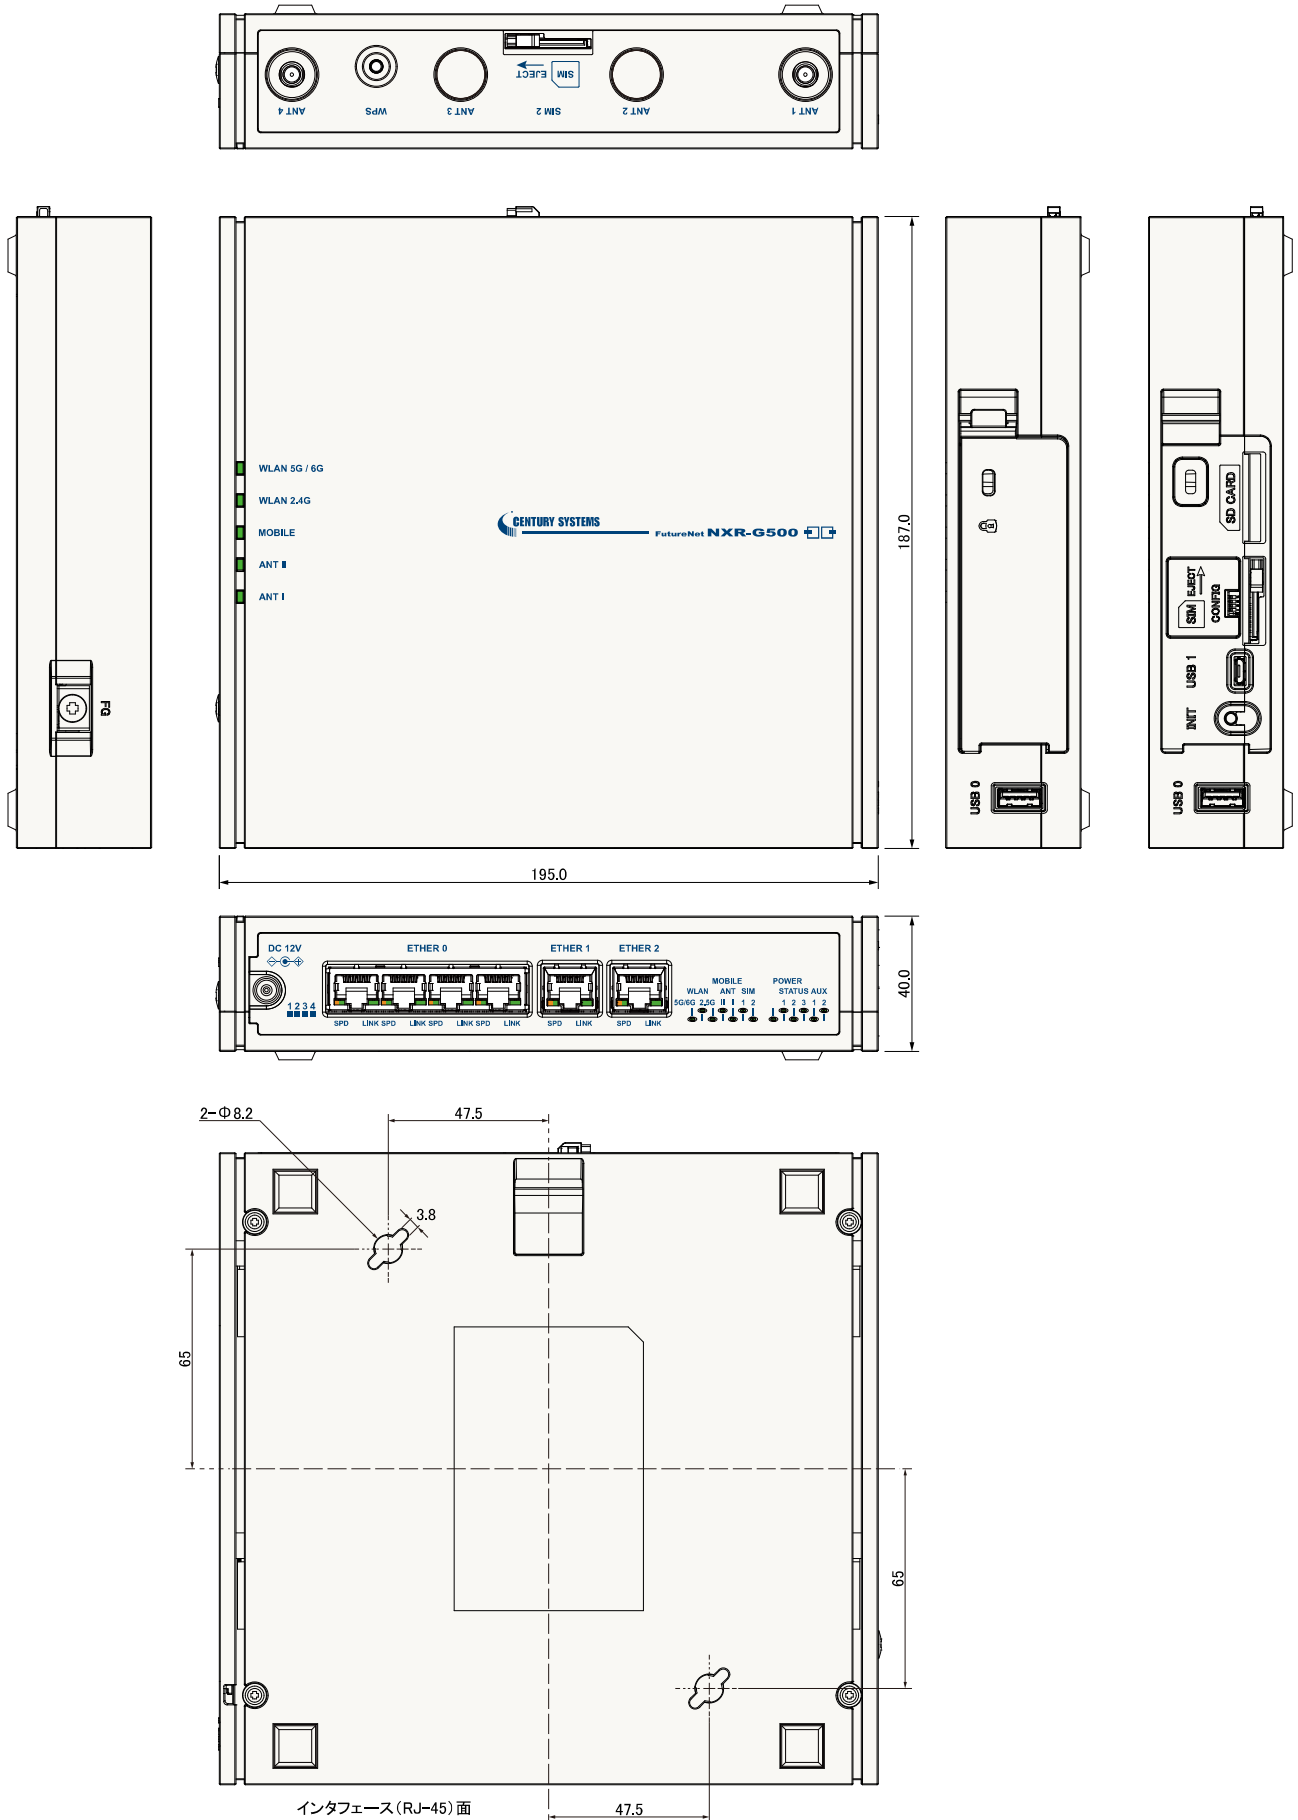 ANT 4
WPS
ANT 3
EJECT
SIM
SIM 2
ANT 2
ANT 1
WLAN 5G / 6G
WLAN 2.4G
MOBILE
ANT II
ANT I
CENTURY SYSTEMS
FutureNet NXR-G500
FG
187.0
195.0
USB 0
SD CARD
SIM
EJECT
CONFIG
USB 1
INIT
USB 0
DC 12V
ETHER 0
ETHER 1
ETHER 2
1 2 3 4
SPD LINK SPD LINK SPD LINK SPD LINK
SPD LINK
SPD LINK
MOBILE
WLAN ANT SIM
5G/6G 2.5G II I 1 2
POWER
STATUS AUX
1 2 3 1 2
40.0
2-Φ8.2
47.5
3.8
65
65
47.5
インタフェース(RJ-45)面